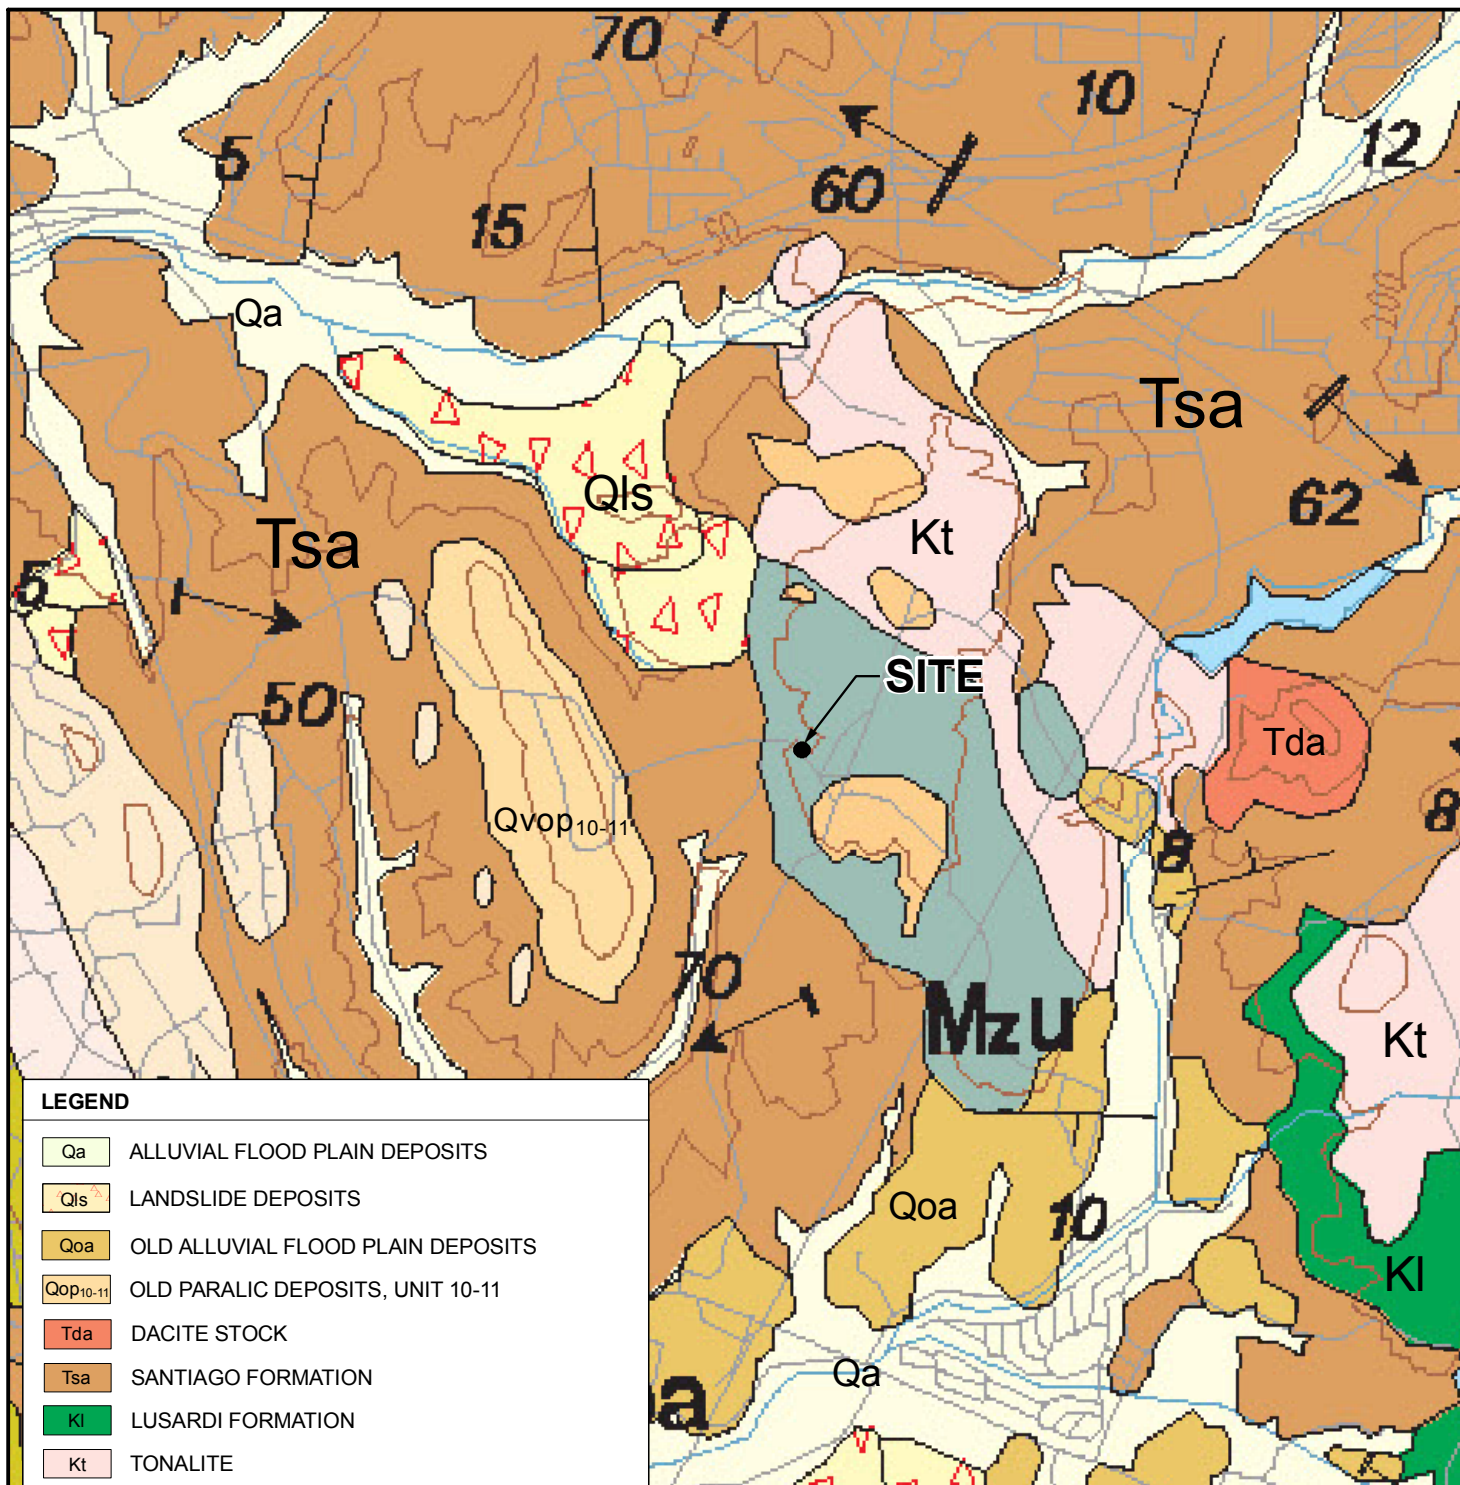 70
10
12
5
60
15
Qa
Tsa
62
Qls
Tsa
Kt
5
SITE
50
Tda
8
Qvop10-11
8
70
Mzu
Kt
Qoa
10
Kl
Qa
a
LEGEND
Qa ALLUVIAL FLOOD PLAIN DEPOSITS
Qls LANDSLIDE DEPOSITS
Qoa OLD ALLUVIAL FLOOD PLAIN DEPOSITS
Qop10-11 OLD PARALIC DEPOSITS, UNIT 10-11
Tda DACITE STOCK
Tsa SANTIAGO FORMATION
Kl LUSARDI FORMATION
Kt TONALITE